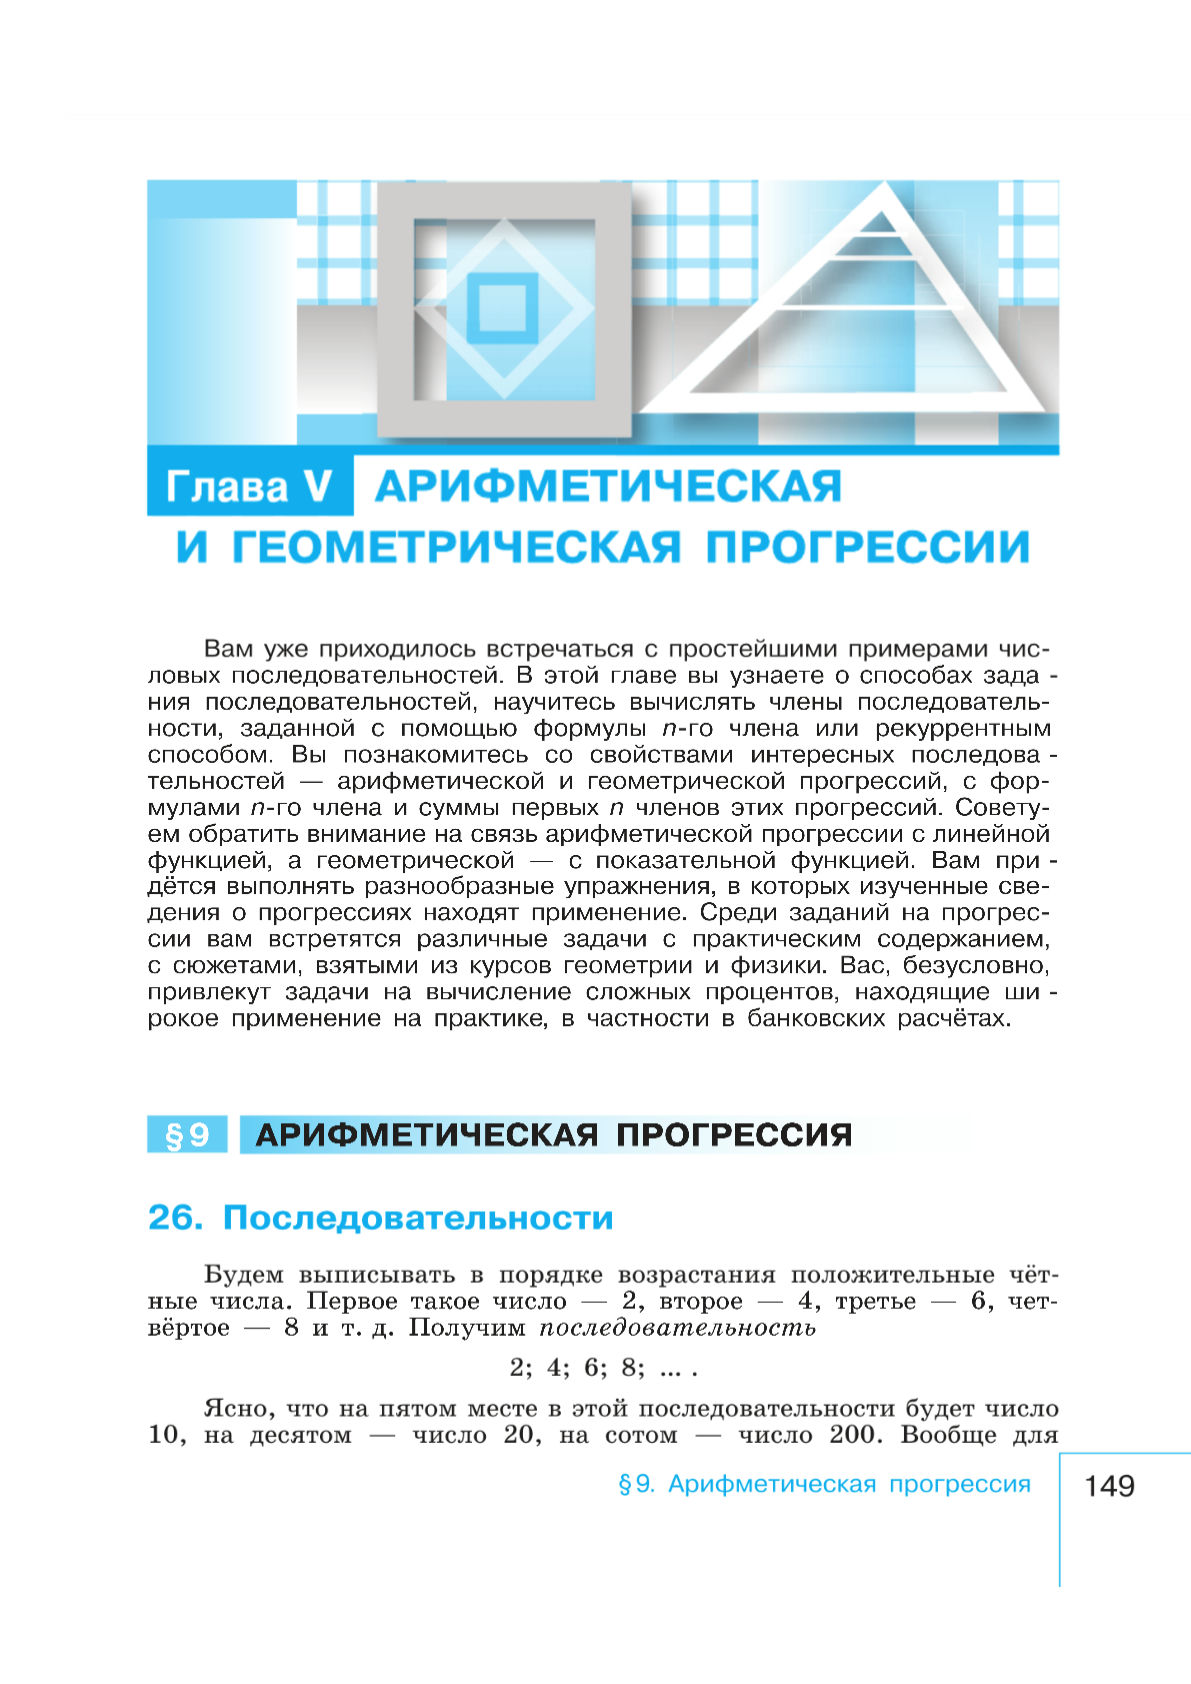 Глава V АРИФМЕТИЧЕСКАЯ
И ГЕОМЕТРИЧЕСКАЯ ПРОГРЕССИИ
Вам уже приходилось встречаться с простейшими примерами чис-
ловых последовательностей. В этой главе вы узнаете о способах зада -
ния последовательностей, научитесь вычислять члены последователь-
ности, заданной с помощью формулы n-го члена или рекуррентным
способом. Вы познакомитесь со свойствами интересных последова -
тельностей — арифметической и геометрической прогрессий, с фор-
мулами n-го члена и суммы первых n членов этих прогрессий. Совету-
ем обратить внимание на связь арифметической прогрессии с линейной
функцией, а геометрической — с показательной функцией. Вам при -
дётся выполнять разнообразные упражнения, в которых изученные све-
дения о прогрессиях находят применение. Среди заданий на прогрес-
сии вам встретятся различные задачи с практическим содержанием,
с сюжетами, взятыми из курсов геометрии и физики. Вас, безусловно,
привлекут задачи на вычисление сложных процентов, находящие ши -
рокое применение на практике, в частности в банковских расчётах.
§ 9 АРИФМЕТИЧЕСКАЯ ПРОГРЕССИЯ
26. Последовательности
Будем выписывать в порядке возрастания положительные чёт-
ные числа. Первое такое число — 2, второе — 4, третье — 6, чет-
вёртое — 8 и т. д. Получим последовательность
2; 4; 6; 8; ... .
Ясно, что на пятом месте в этой последовательности будет число
10, на десятом — число 20, на сотом — число 200. Вообще для
§ 9. Арифметическая прогрессия 149